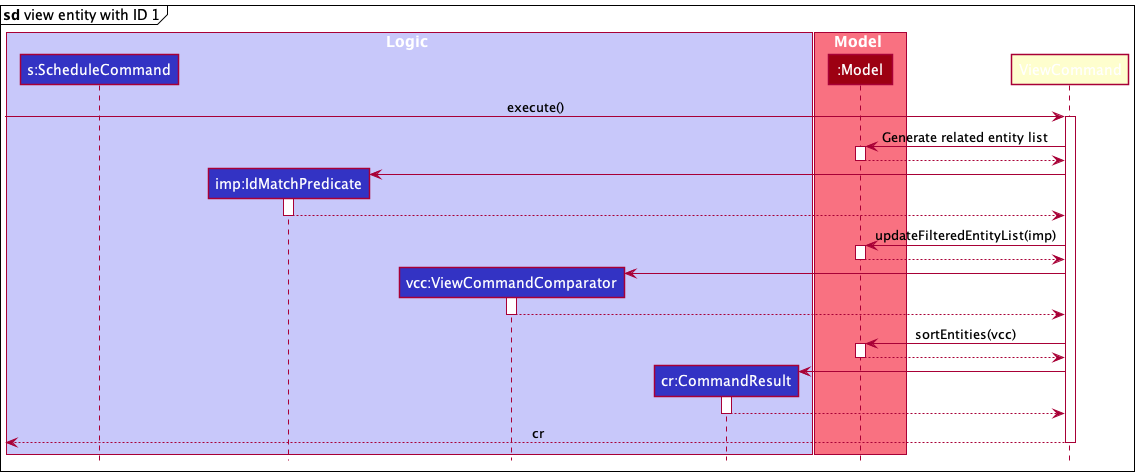 sd view entity with ID 1
Logic
Model
s:ScheduleCommand
:Model
ViewCommand
execute()
Generate related entity list
imp:IdMatchPredicate
updateFilteredEntityList(imp)
vcc:ViewCommandComparator
sortEntities(vcc)
cr:CommandResult
cr